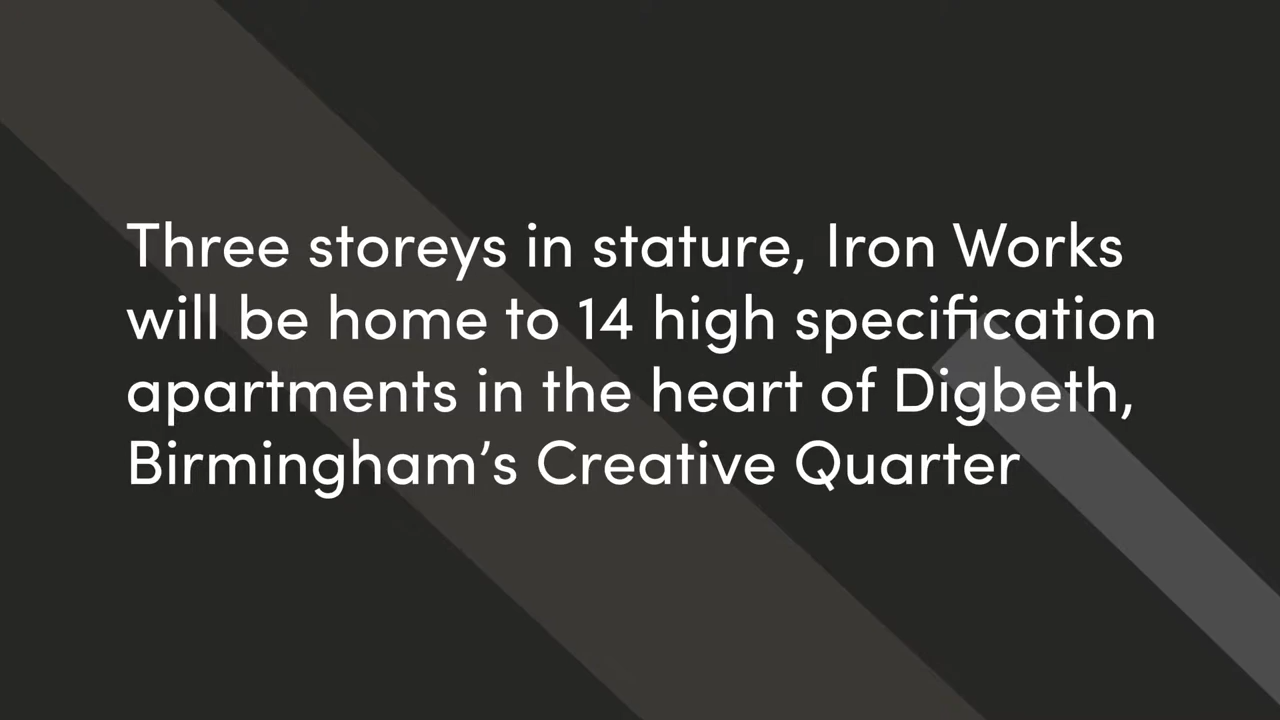 Three storeys in stature, Iron Works
will be home to 14 high specification
apartments in the heart of Digbeth,
Birmingham’s Creative Quarter